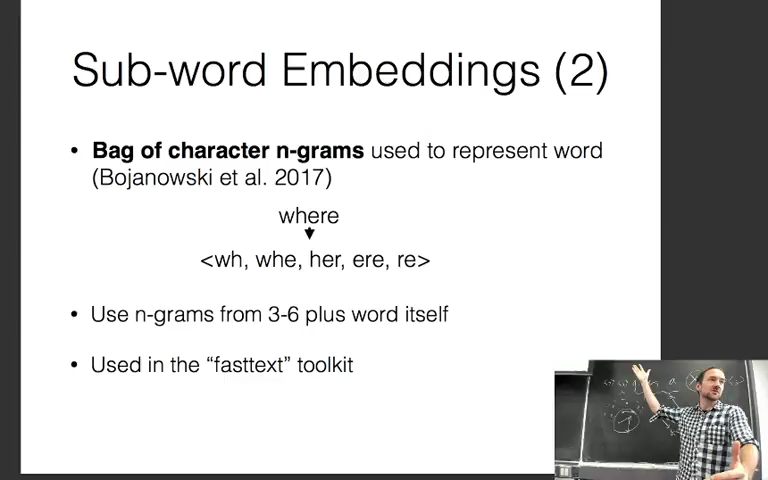 Sub-word Embeddings (2)
• Bag of character n-grams used to represent word
(Bojanowski et al. 2017)
where
<wh, whe, her, ere, re>
• Use n-grams from 3-6 plus word itself
• Used in the “fasttext” toolkit